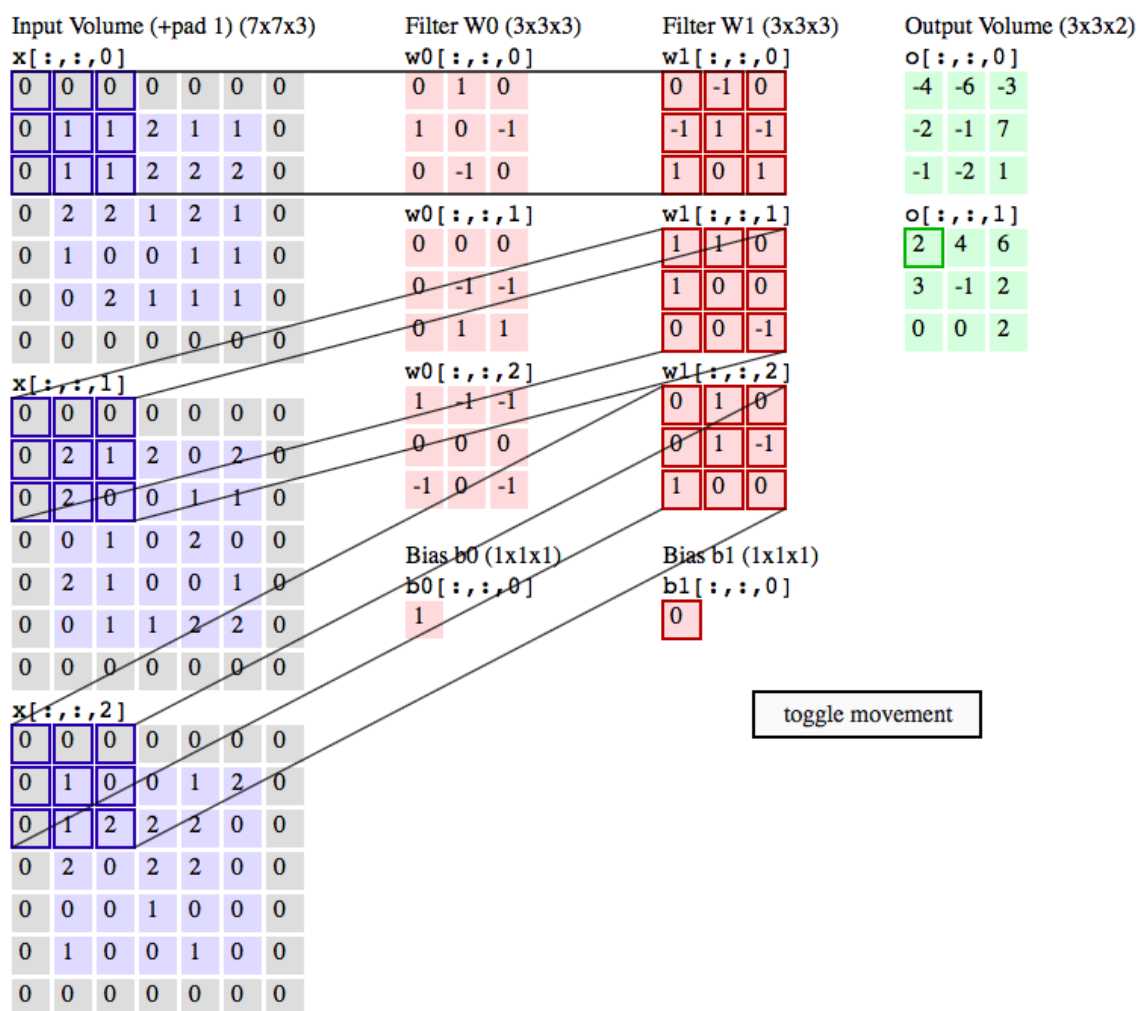 Input Volume (+pad 1) (7x7x3) Filter W0 (3x3x3) Filter W1 (3x3x3) Output Volume (3x3x2)
x[:,:,0] w0[:,:,0] w1[:,:,0] o[:,:,0]
0 0 0 0 0 0 0 0 1 0 0 -1 0 -4 -6 -3
0 1 1 2 1 1 0 1 0 -1 -1 1 -1 -2 -1 7
0 1 1 2 2 2 0 0 -1 0 1 0 1 -1 -2 1
0 2 2 1 2 1 0 w0[:,:,1] w1[:,:,1] o[:,:,1]
0 1 0 0 1 1 0 0 0 0 1 1 0 2 4 6
0 0 2 1 1 1 0 0 -1 -1 1 0 0 3 -1 2
0 0 0 0 0 0 0 0 1 1 0 0 -1 0 0 2
x[:,:,1] w0[:,:,2] w1[:,:,2]
0 0 0 0 0 0 0 1 -1 -1 0 1 0
0 2 1 2 0 2 0 0 0 0 0 1 -1
0 2 0 0 1 1 0 -1 0 -1 1 0 0
0 0 1 0 2 0 0 Bias b0 (1x1x1) Bias b1 (1x1x1)
0 2 1 0 0 1 0 b0[:,:,0] b1[:,:,0]
0 0 1 1 2 2 0 1 0
0 0 0 0 0 0 0
x[:,:,2] toggle movement
0 0 0 0 0 0 0
0 1 0 0 1 2 0
0 1 2 2 2 0 0
0 2 0 2 2 0 0
0 0 0 1 0 0 0
0 1 0 0 1 0 0
0 0 0 0 0 0 0